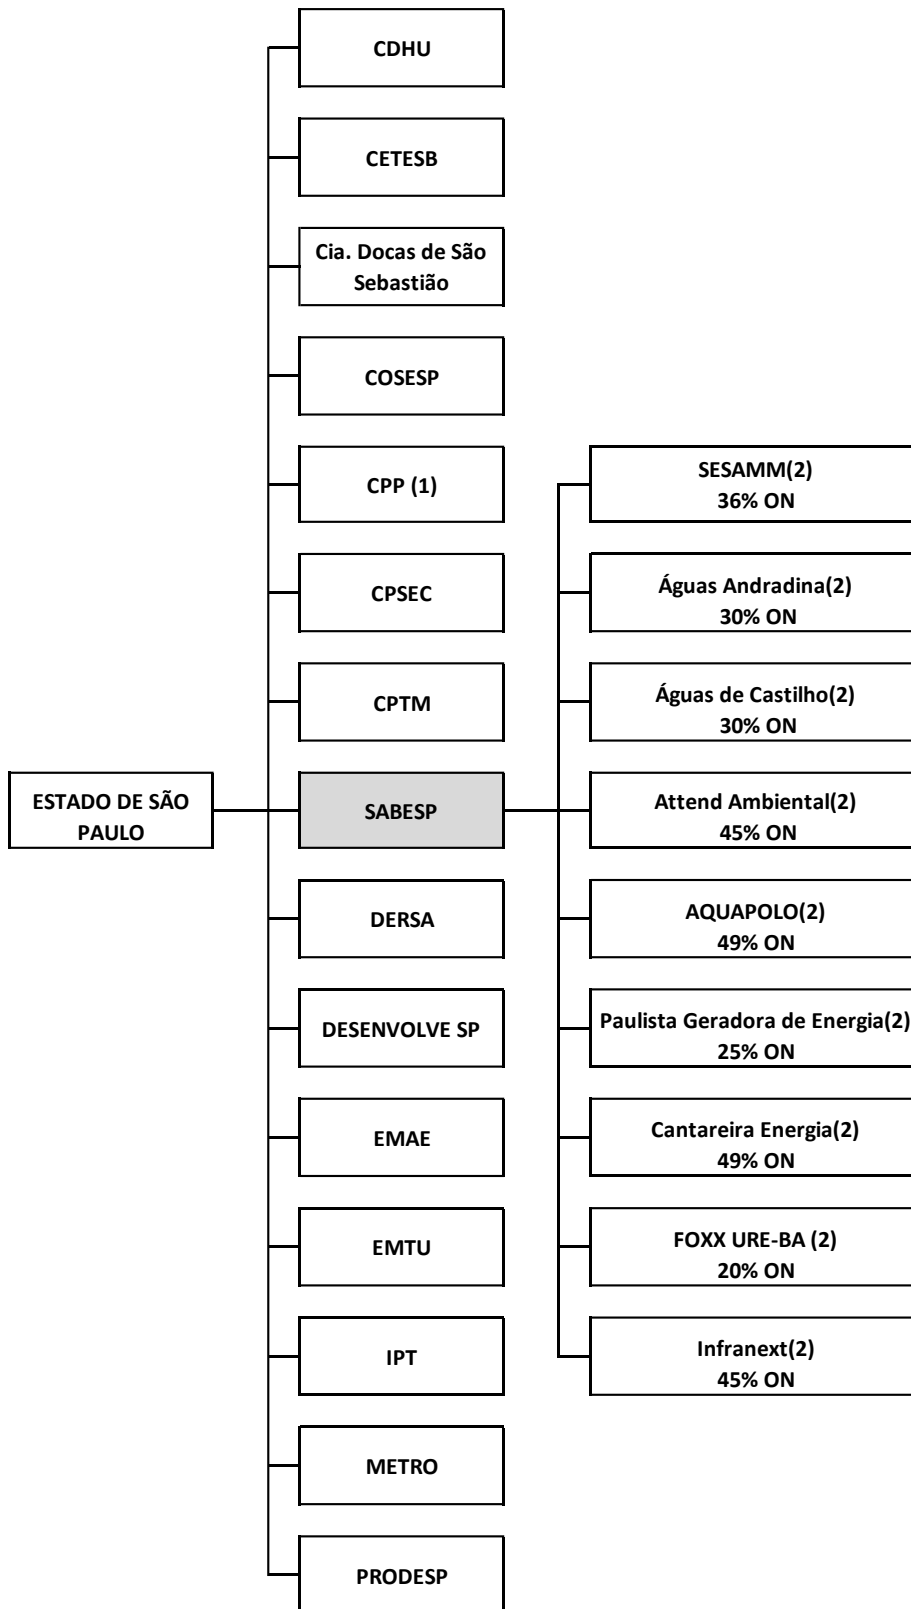 CDHU
CETESB
Cia. Docas de São
Sebastião
COSESP
CPP (1)
CPSEC
CPTM
ESTADO DE SÃO
PAULO
SABESP
DERSA
DESENVOLVE SP
EMAE
EMTU
IPT
METRO
PRODESP
SESAMM(2)
36% ON
Águas Andradina(2)
30% ON
Águas de Castilho(2)
30% ON
Attend Ambiental(2)
45% ON
AQUAPOLO(2)
49% ON
Paulista Geradora de Energia(2)
25% ON
Cantareira Energia(2)
49% ON
FOXX URE-BA (2)
20% ON
Infranext(2)
45% ON